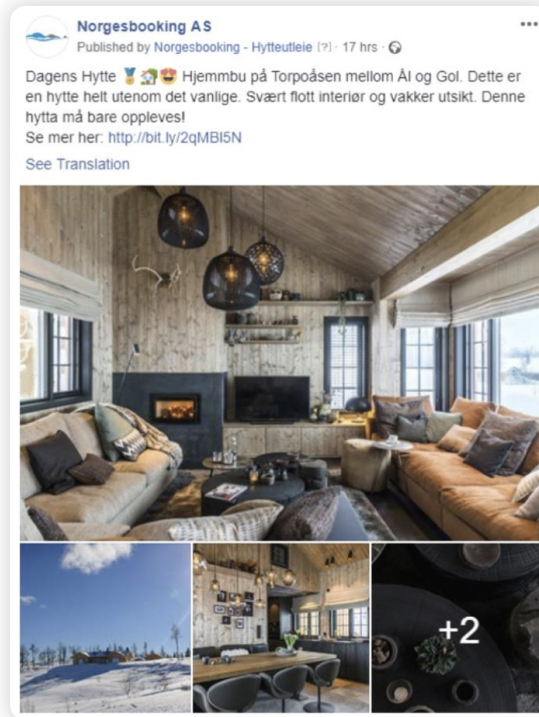 Norgesbooking AS
Published by Norgesbooking - Hytteutleie [?] · 17 hrs ·
Dagens Hytte 🏅🏡😍 Hjemmbu på Torpoåsen mellom Ål og Gol. Dette er
en hytte helt utenom det vanlige. Svært flott interiør og vakker utsikt. Denne
hytta må bare oppleves!
Se mer her: http://bit.ly/2qMBl5N
See Translation
+2